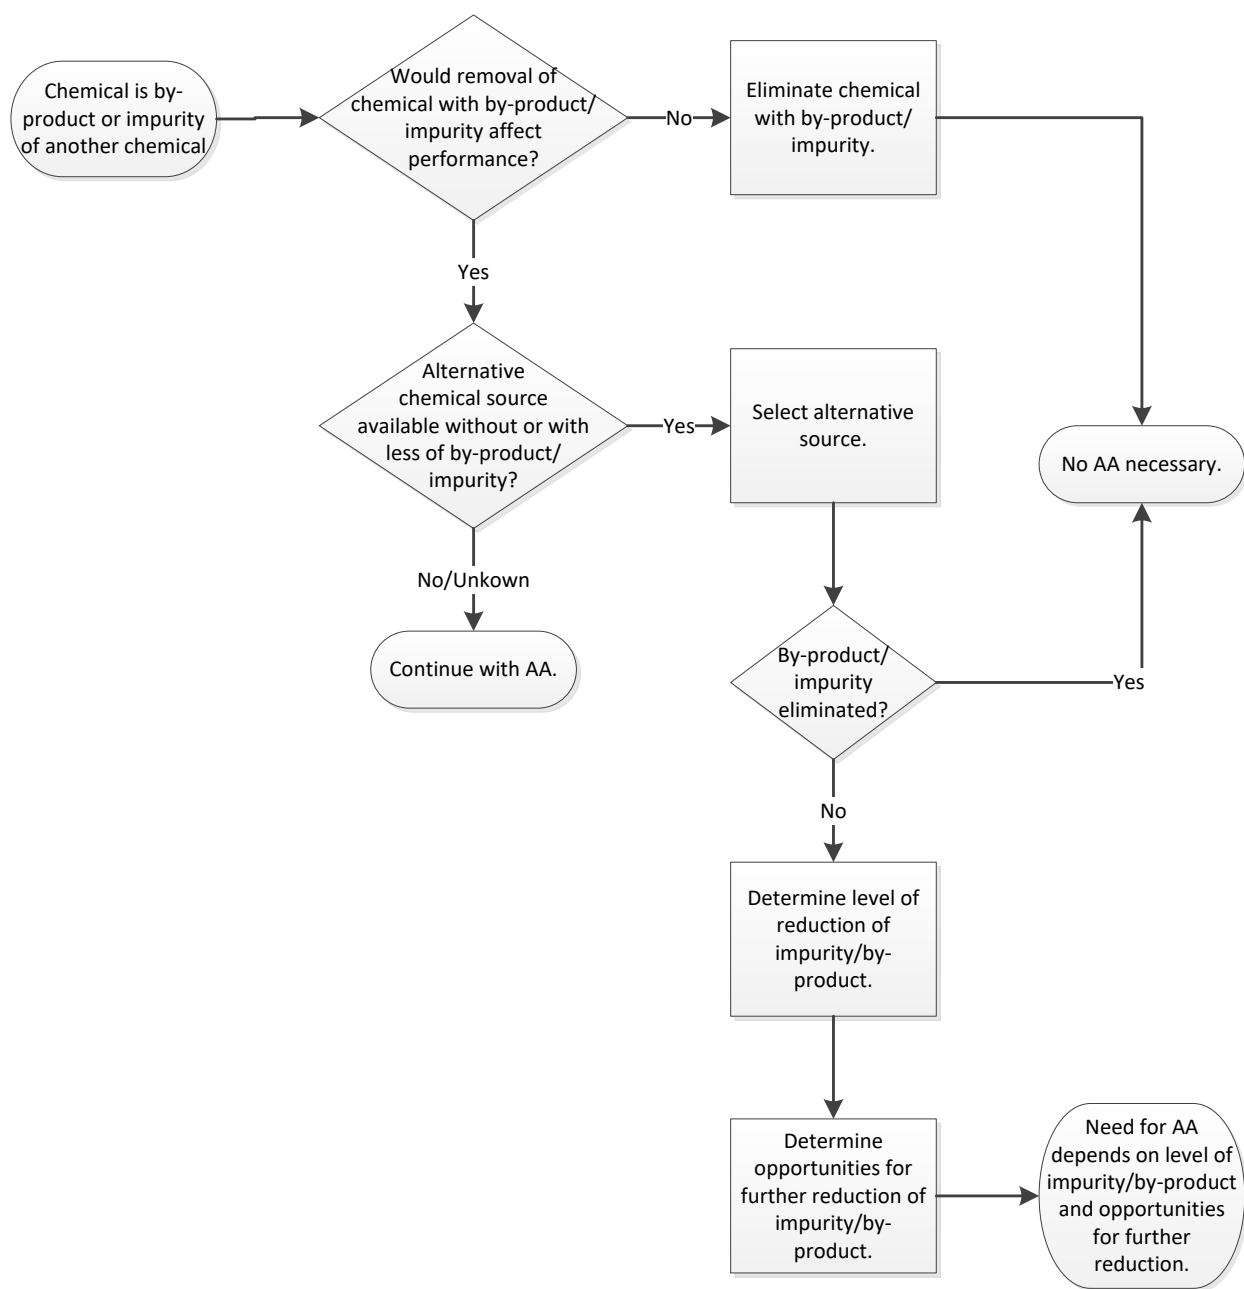 Chemical is by-
product or impurity
of another chemical
Would removal of
chemical with by-product/
impurity affect
performance?
No
Eliminate chemical
with by-product/
impurity.
Yes
Alternative
chemical source
available without or with
less of by-product/
impurity?
Yes
Select alternative
source.
No AA necessary.
No/Unkown
Continue with AA.
By-product/
impurity
eliminated?
Yes
No
Determine level of
reduction of
impurity/by-
product.
Determine
opportunities for
further reduction of
impurity/by-
product.
Need for AA
depends on level of
impurity/by-product
and opportunities
for further
reduction.